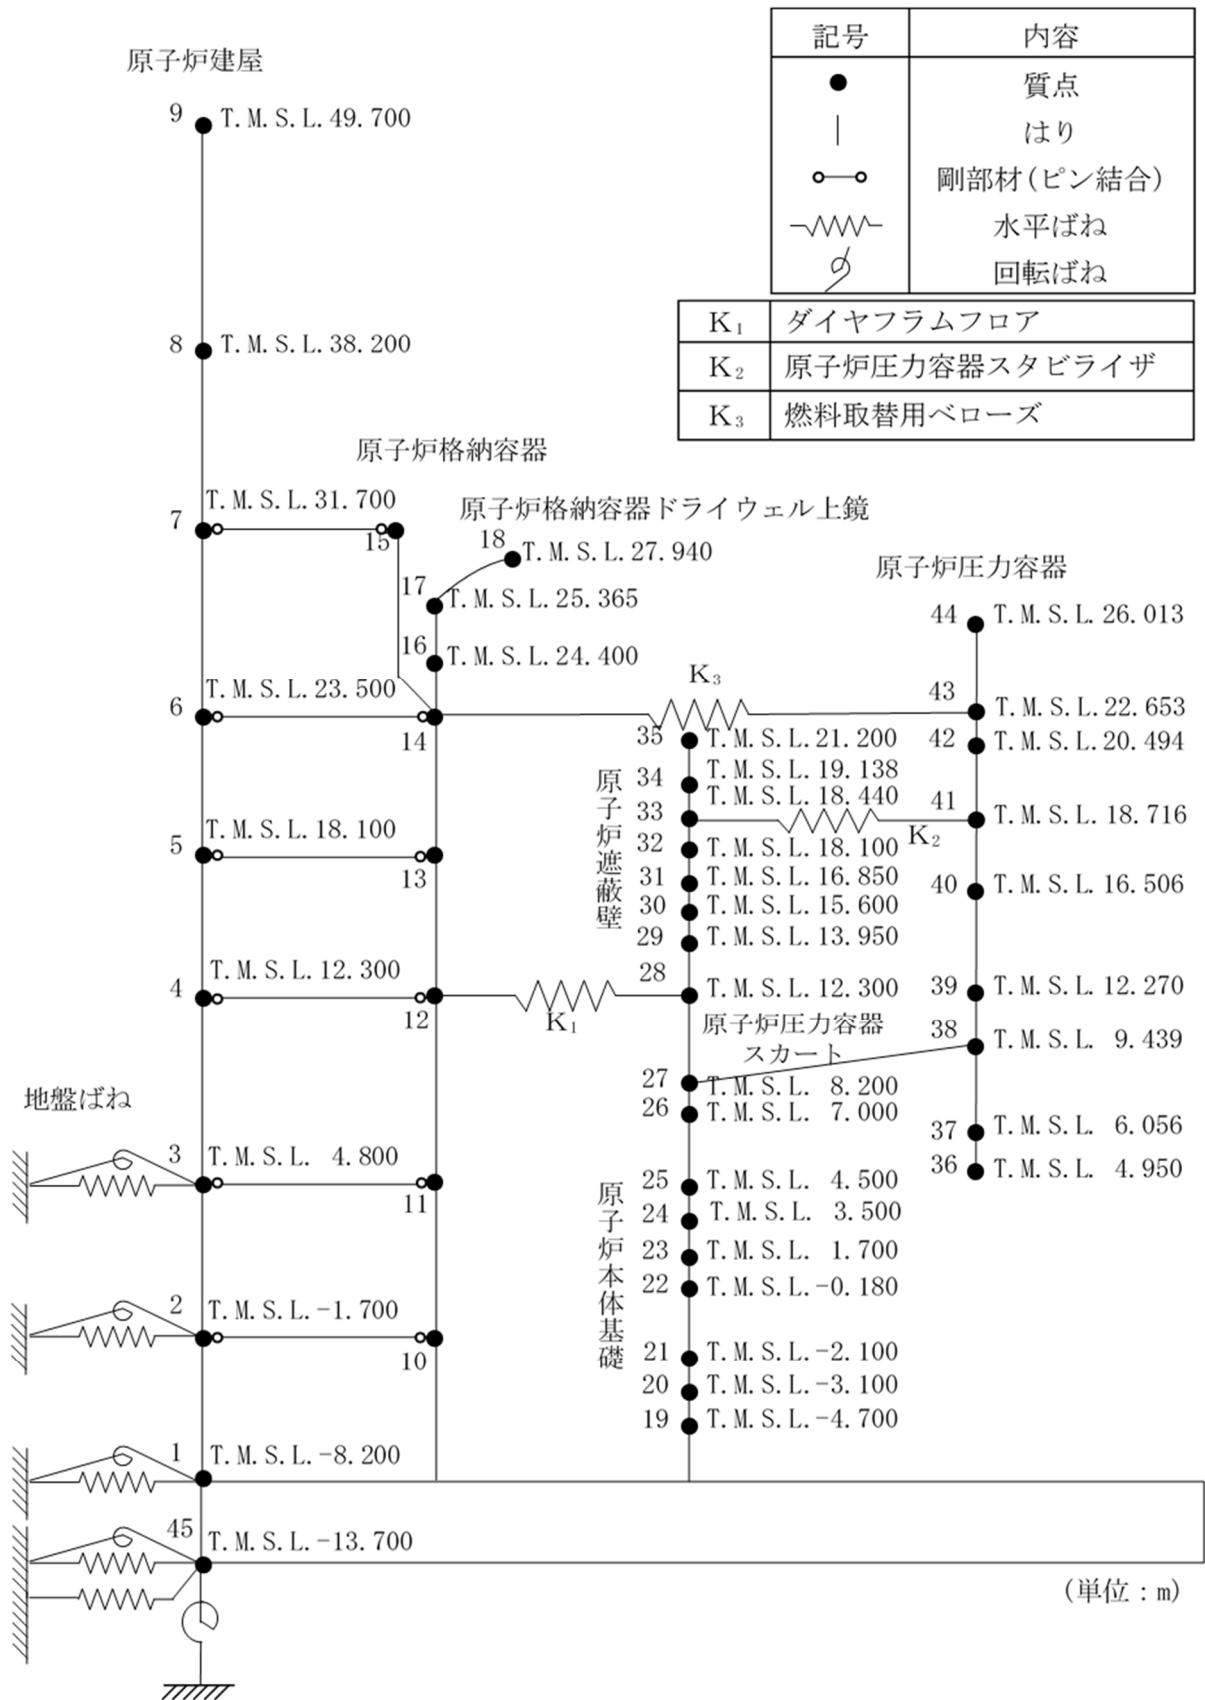 記号 内容
質点
はり
剛部材(ピン結合)
水平ばね
回転ばね
K₁ ダイヤフラムフロア
K₂ 原子炉圧力容器スタビライザ
K₃ 燃料取替用ベローズ
原子炉建屋
9 T.M.S.L.49.700
8 T.M.S.L.38.200
7 T.M.S.L.31.700
6 T.M.S.L.23.500
5 T.M.S.L.18.100
4 T.M.S.L.12.300
地盤ばね
3 T.M.S.L. 4.800
2 T.M.S.L.-1.700
1 T.M.S.L.-8.200
45 T.M.S.L.-13.700
原子炉格納容器
15
原子炉格納容器ドライウェル上鏡
18 T.M.S.L.27.940
17 T.M.S.L.25.365
16 T.M.S.L.24.400
14
13
12
11
10
K₃
K₁
K₂
原子炉遮蔽壁
35 T.M.S.L.21.200
34 T.M.S.L.19.138
33 T.M.S.L.18.440
32 T.M.S.L.18.100
31 T.M.S.L.16.850
30 T.M.S.L.15.600
29 T.M.S.L.13.950
28 T.M.S.L.12.300
原子炉圧力容器
スカート
27 T.M.S.L. 8.200
26 T.M.S.L. 7.000
原子炉本体基礎
25 T.M.S.L. 4.500
24 T.M.S.L. 3.500
23 T.M.S.L. 1.700
22 T.M.S.L.-0.180
21 T.M.S.L.-2.100
20 T.M.S.L.-3.100
19 T.M.S.L.-4.700
原子炉圧力容器
44 T.M.S.L.26.013
43 T.M.S.L.22.653
42 T.M.S.L.20.494
41 T.M.S.L.18.716
40 T.M.S.L.16.506
39 T.M.S.L.12.270
38 T.M.S.L. 9.439
37 T.M.S.L. 6.056
36 T.M.S.L. 4.950
(単位：m)